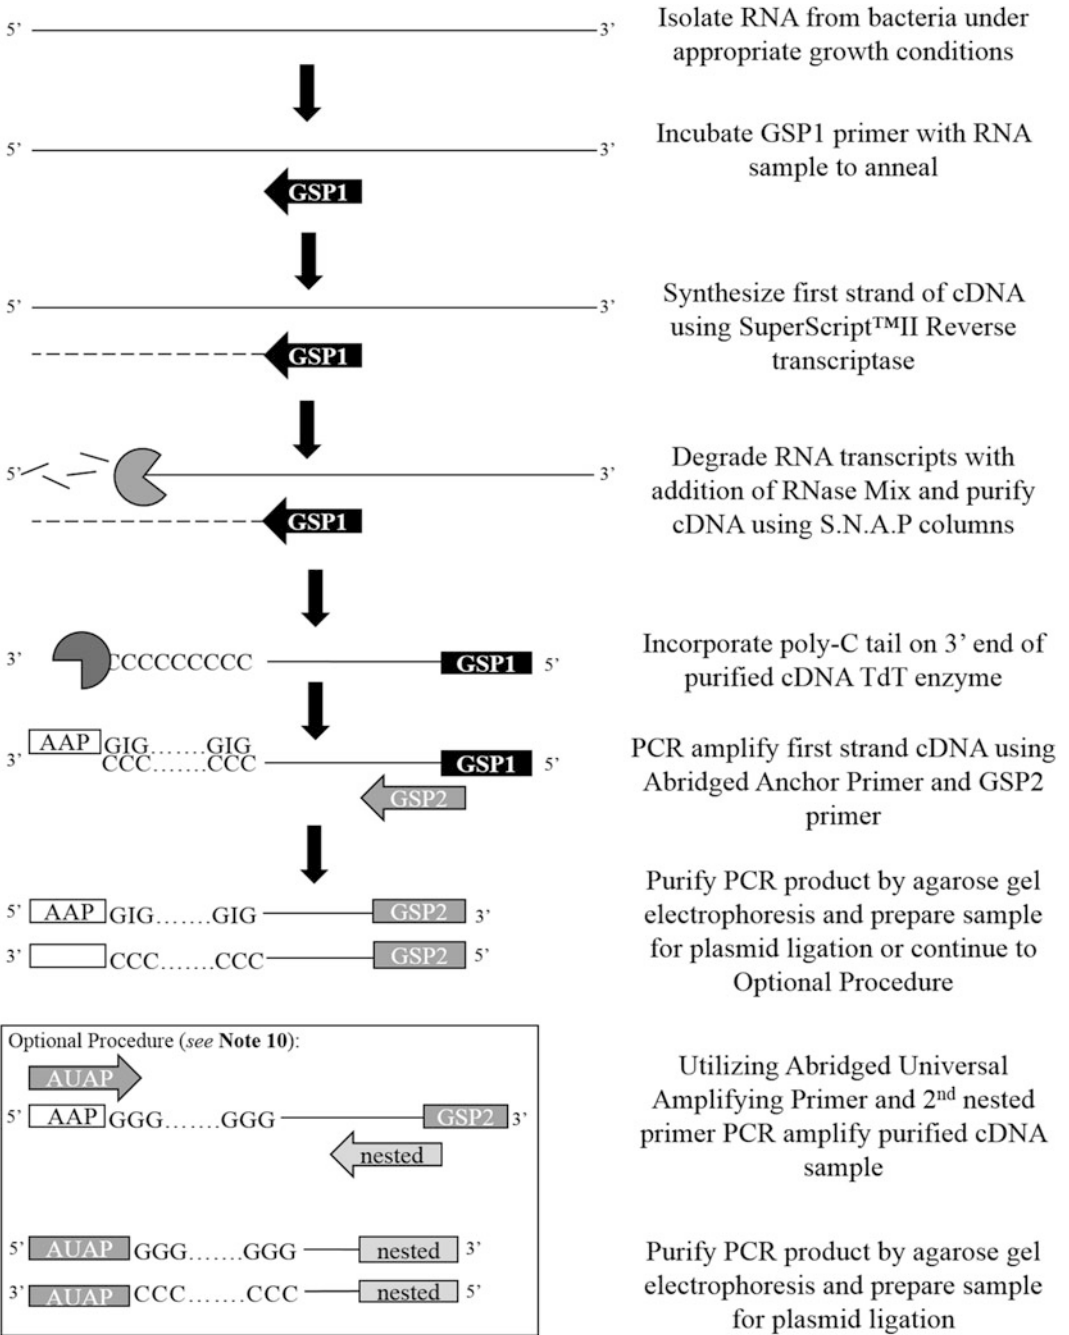 5’ 3’
Isolate RNA from bacteria under
appropriate growth conditions
5’ 3’
GSP1
Incubate GSP1 primer with RNA
sample to anneal
5’ 3’
GSP1
Synthesize first strand of cDNA
using SuperScript™II Reverse
transcriptase
5’ 3’
GSP1
Degrade RNA transcripts with
addition of RNase Mix and purify
cDNA using S.N.A.P columns
3’ CCCCCCCCCC GSP1 5’
Incorporate poly-C tail on 3’ end of
purified cDNA TdT enzyme
AAP GIG.......GIG
3’ CCC.......CCC GSP1 5’
GSP2
PCR amplify first strand cDNA using
Abridged Anchor Primer and GSP2
primer
5’ AAP GIG.......GIG GSP2 3’
3’ CCC.......CCC GSP2 5’
Purify PCR product by agarose gel
electrophoresis and prepare sample
for plasmid ligation or continue to
Optional Procedure
Optional Procedure (see Note 10):
AUAP
5’ AAP GGG.......GGG GSP2 3’
nested
Utilizing Abridged Universal
Amplifying Primer and 2nd nested
primer PCR amplify purified cDNA
sample
5’ AUAP GGG.......GGG nested 3’
3’ AUAP CCC.......CCC nested 5’
Purify PCR product by agarose gel
electrophoresis and prepare sample
for plasmid ligation